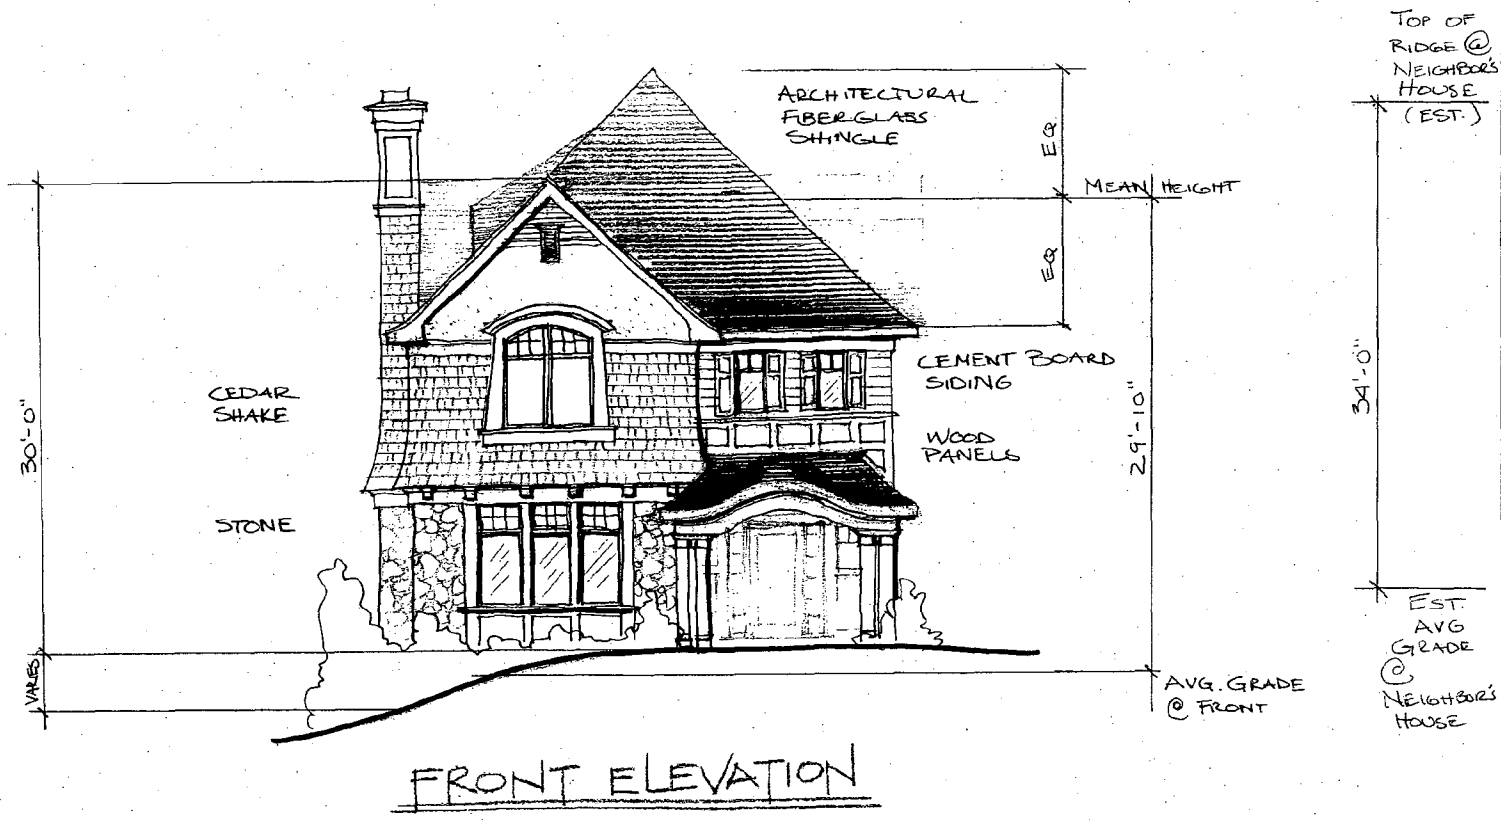 TOP OF
RIDGE @
NEIGHBOR'S
HOUSE
(EST.)
ARCHITECTURAL
FIBERGLASS
SHINGLE
EQ
MEAN HEIGHT
EQ
CEMENT BOARD
SIDING
34'-0"
CEDAR
SHAKE
30'-0"
WOOD
PANELS
29'-10"
STONE
EST.
AVG
GRADE
@
NEIGHBOR'S
HOUSE
VARIES
AVG. GRADE
@ FRONT
FRONT ELEVATION